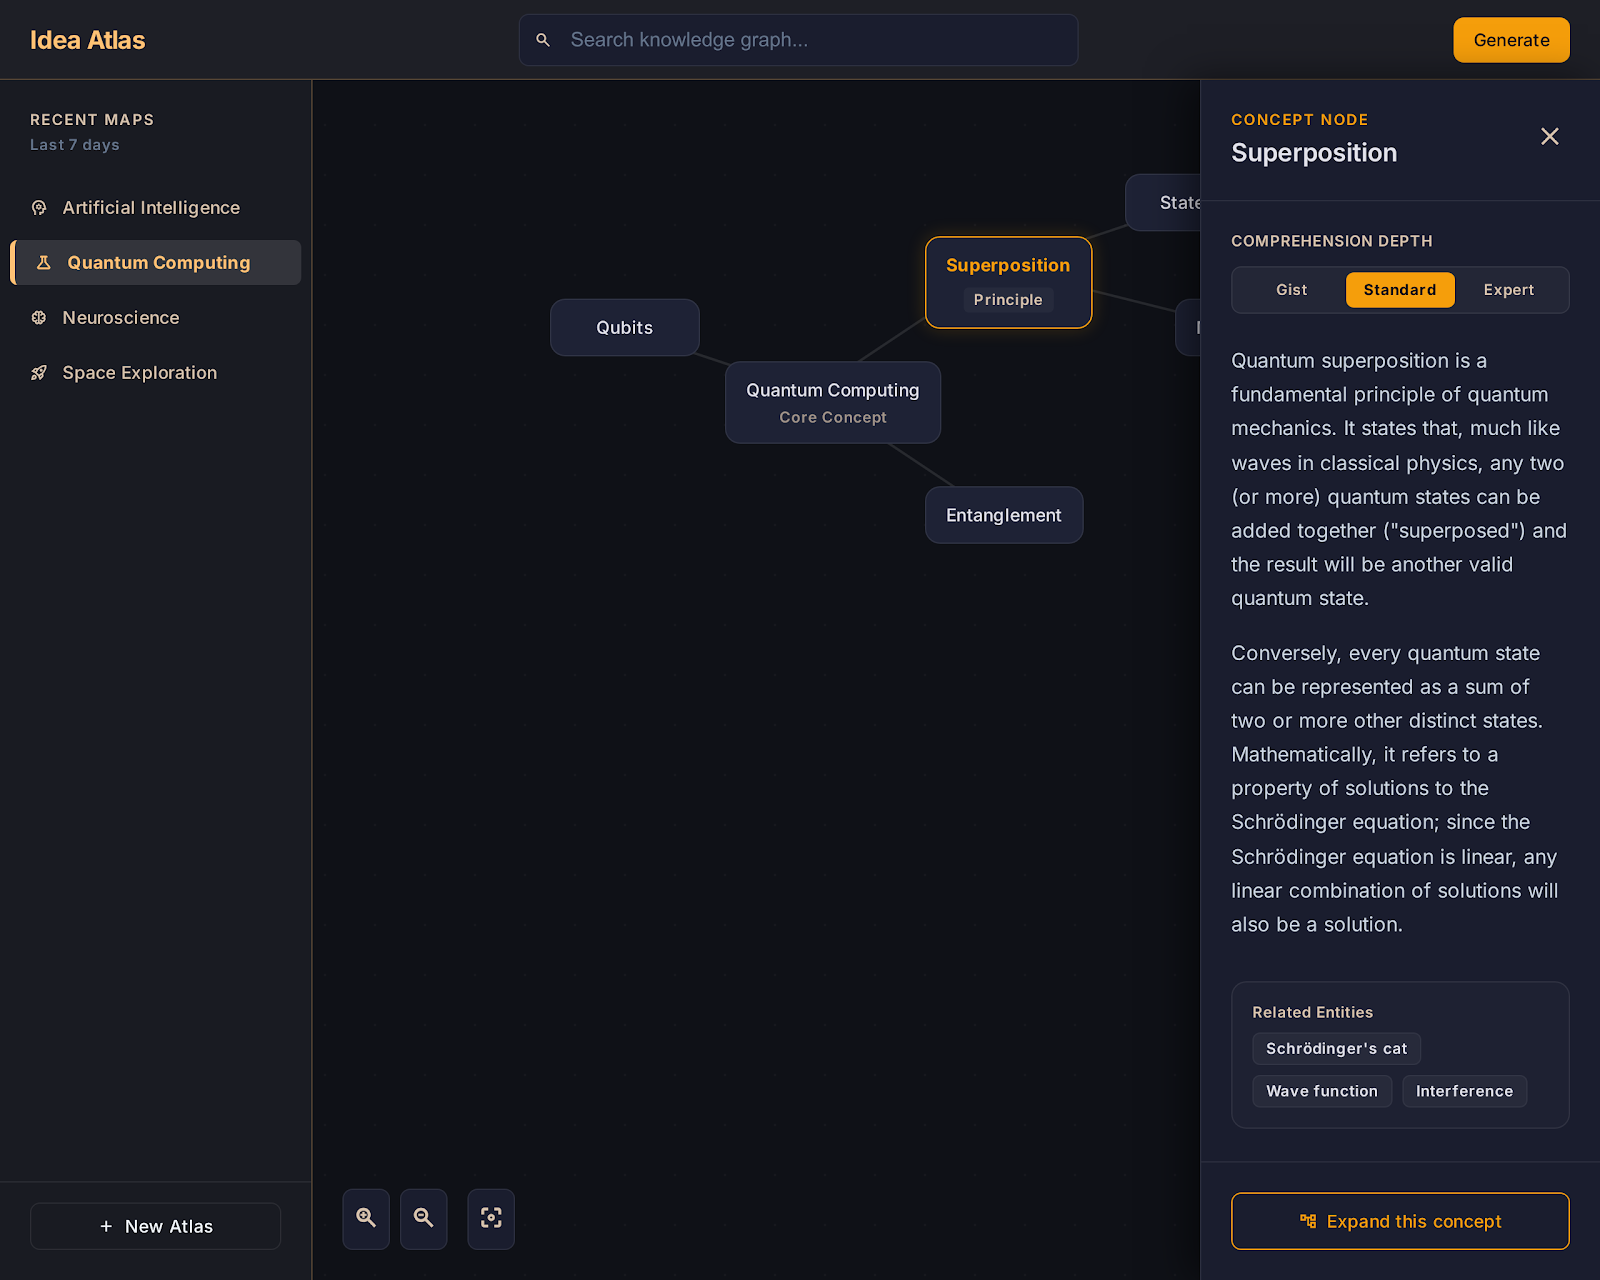 Idea Atlas
Search knowledge graph...
Generate
RECENT MAPS
Last 7 days
Artificial Intelligence
Quantum Computing
Neuroscience
Space Exploration
+ New Atlas
State
Superposition
Principle
Qubits
Quantum Computing
Core Concept
Entanglement
CONCEPT NODE
Superposition
COMPREHENSION DEPTH
Gist Standard Expert
Quantum superposition is a
fundamental principle of quantum
mechanics. It states that, much like
waves in classical physics, any two
(or more) quantum states can be
added together ("superposed") and
the result will be another valid
quantum state.
Conversely, every quantum state
can be represented as a sum of
two or more other distinct states.
Mathematically, it refers to a
property of solutions to the
Schrödinger equation; since the
Schrödinger equation is linear, any
linear combination of solutions will
also be a solution.
Related Entities
Schrödinger's cat
Wave function Interference
Expand this concept